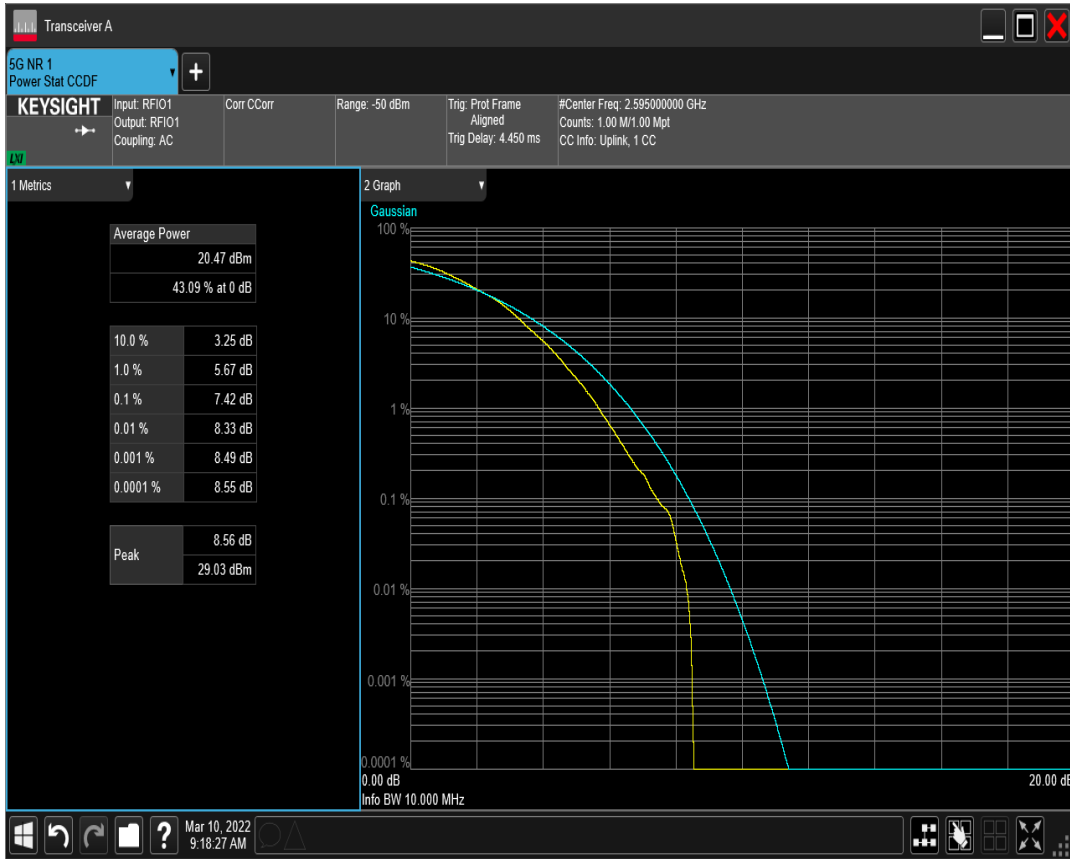 Transceiver A
5G NR 1
Power Stat CCDF
KEYSIGHT
LXI
Input: RFIO1
Output: RFIO1
Coupling: AC
Corr CCorr
Range: -50 dBm
Trig: Prot Frame
Aligned
Trig Delay: 4.450 ms
#Center Freq: 2.595000000 GHz
Counts: 1.00 M/1.00 Mpt
CC Info: Uplink, 1 CC
1 Metrics
Average Power
20.47 dBm
43.09 % at 0 dB
10.0 % 3.25 dB
1.0 % 5.67 dB
0.1 % 7.42 dB
0.01 % 8.33 dB
0.001 % 8.49 dB
0.0001 % 8.55 dB
Peak
8.56 dB
29.03 dBm
2 Graph
Gaussian
100 %
10 %
1 %
0.1 %
0.01 %
0.001 %
0.0001 %
0.00 dB 20.00 dB
Info BW 10.000 MHz
? Mar 10, 2022
9:18:27 AM